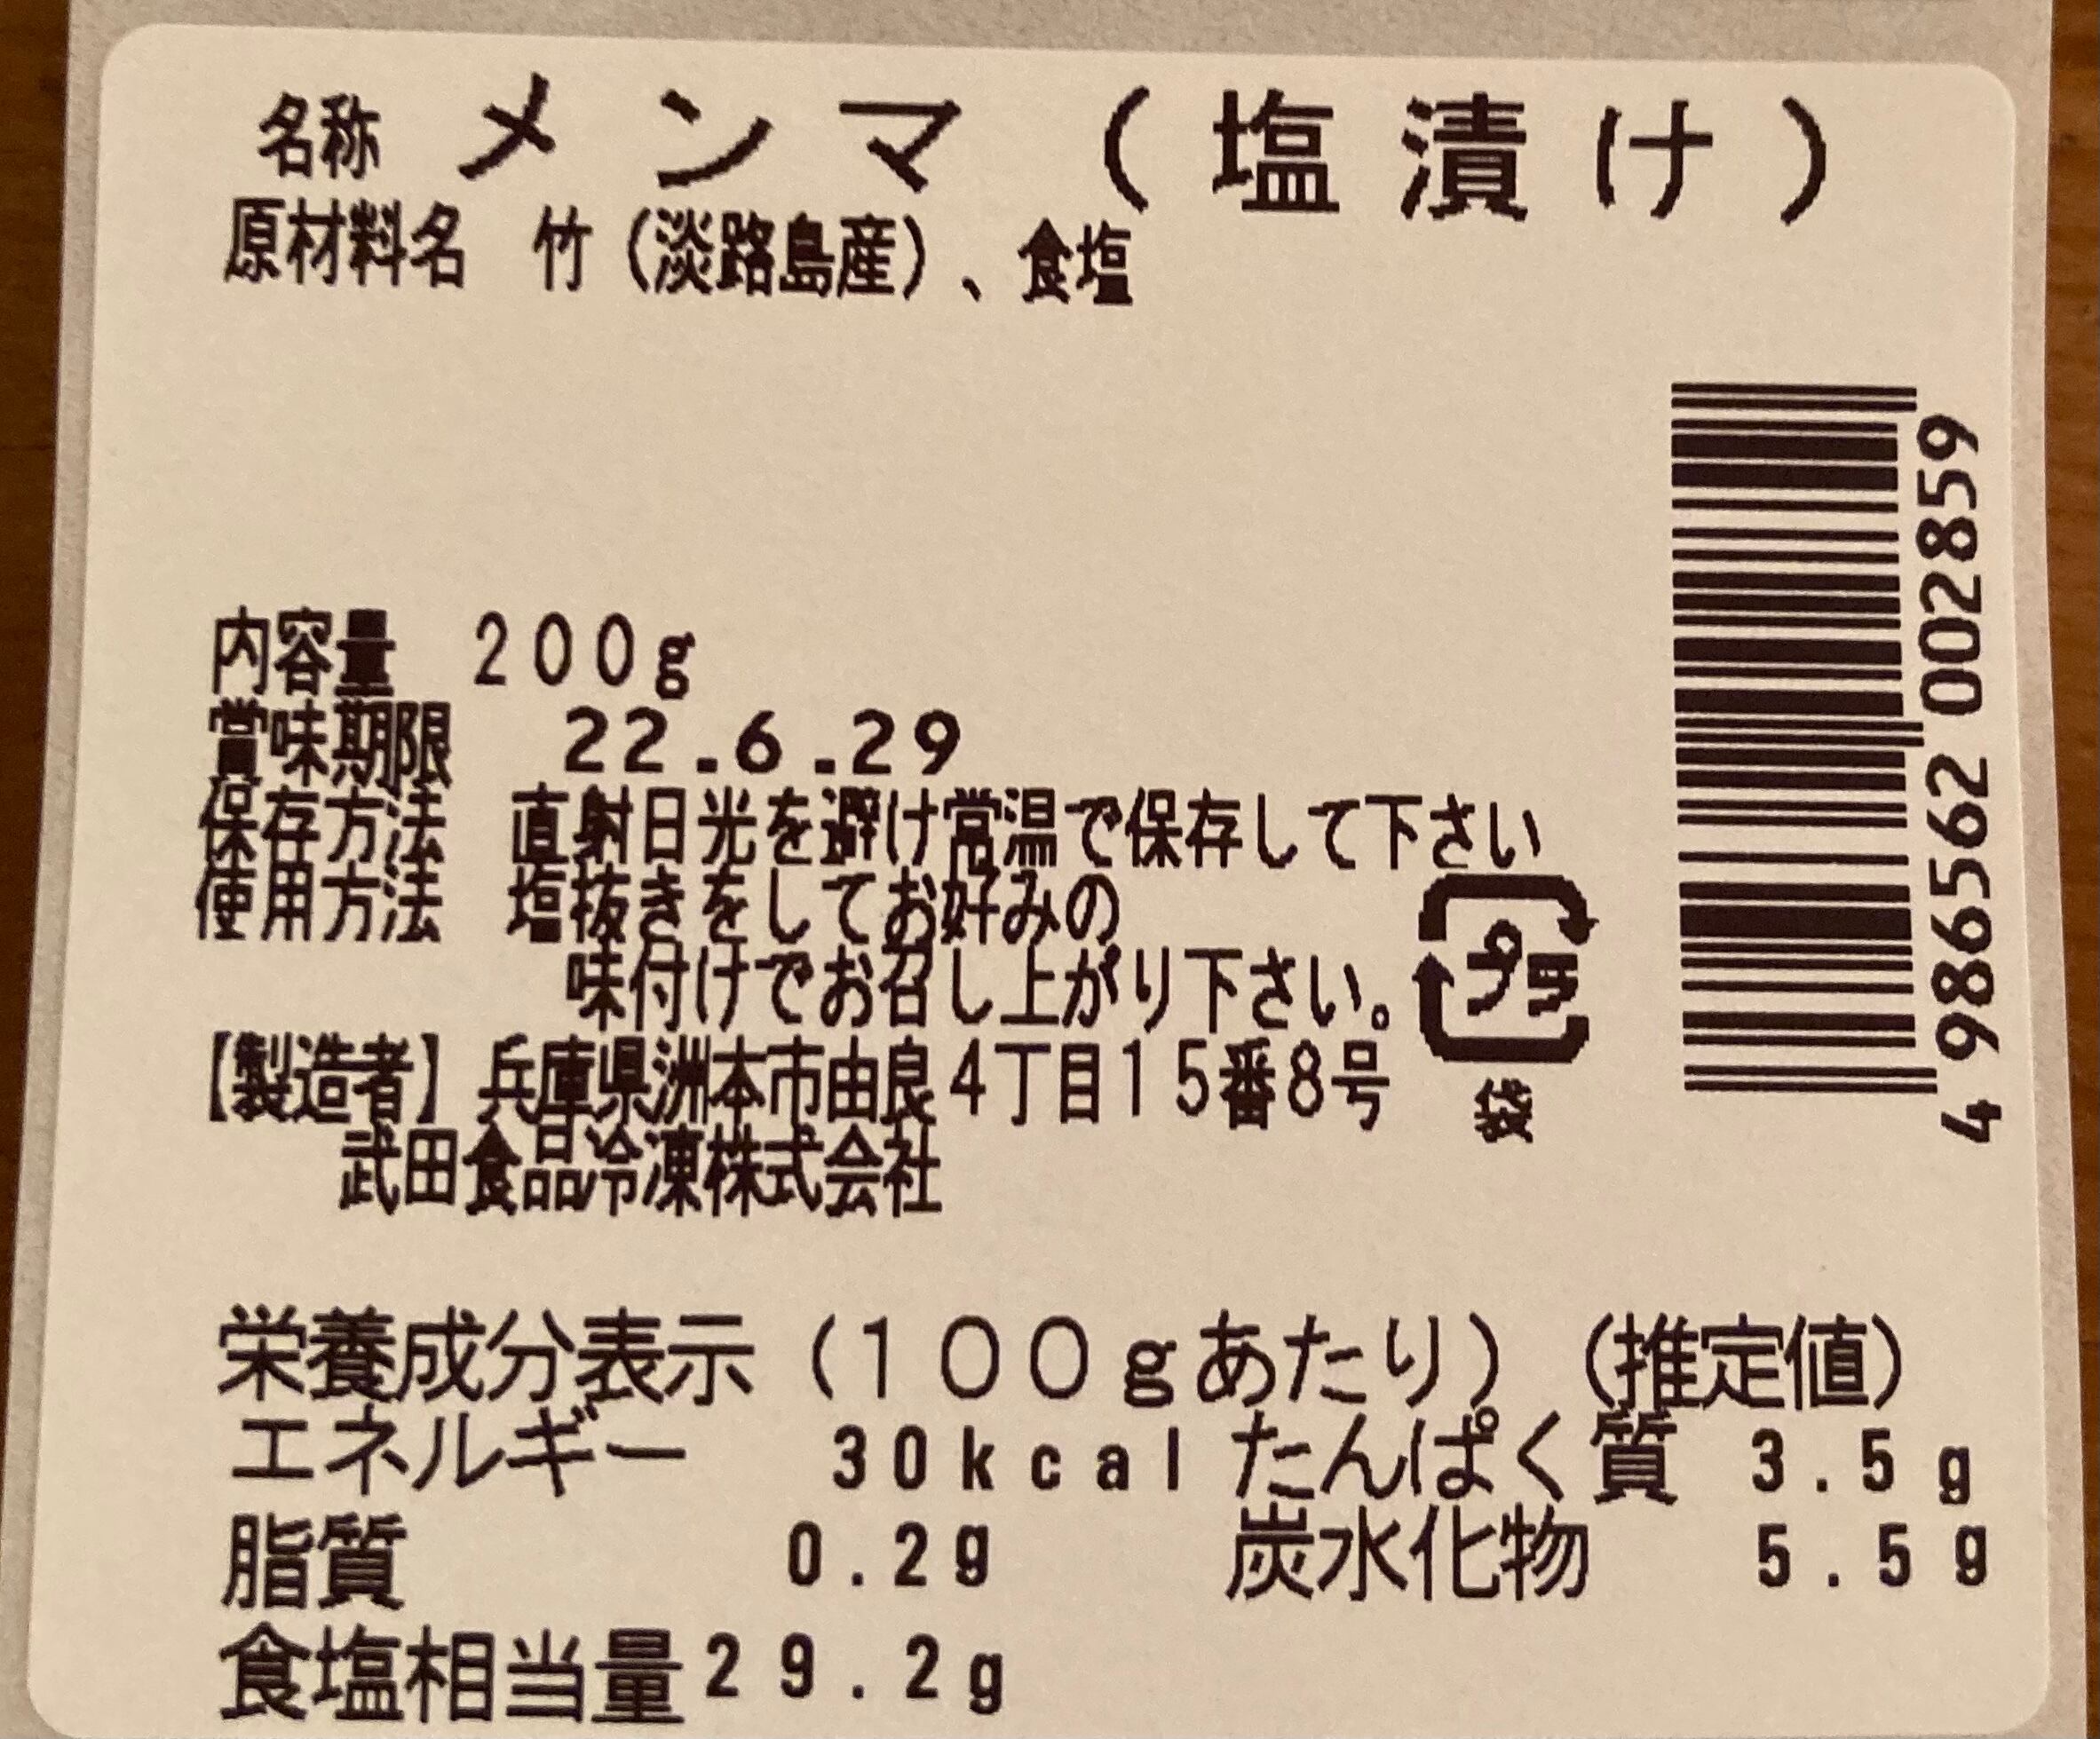 名称 メンマ(塩漬け)
原材料名 竹(淡路島産)、食塩
内容量 200g
賞味期限 22.6.29
保存方法 直射日光を避け常温で保存して下さい
使用方法 塩抜きをしてお好みの
味付けでお召し上がり下さい。
【製造者】兵庫県洲本市由良4丁目15番8号
武田食品冷凍株式会社
プラ
袋
4 986562 002859
栄養成分表示(100gあたり)(推定値)
エネルギー 30kcal たんぱく質 3.5g
脂質 0.2g 炭水化物 5.5g
食塩相当量29.2g